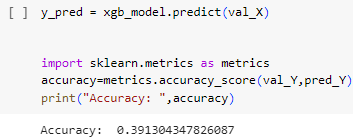 [ ] y_pred = xgb_model.predict(val_X)
import sklearn.metrics as metrics
accuracy=metrics.accuracy_score(val_Y,pred_Y)
print("Accuracy: ",accuracy)
Accuracy:  0.391304347826087